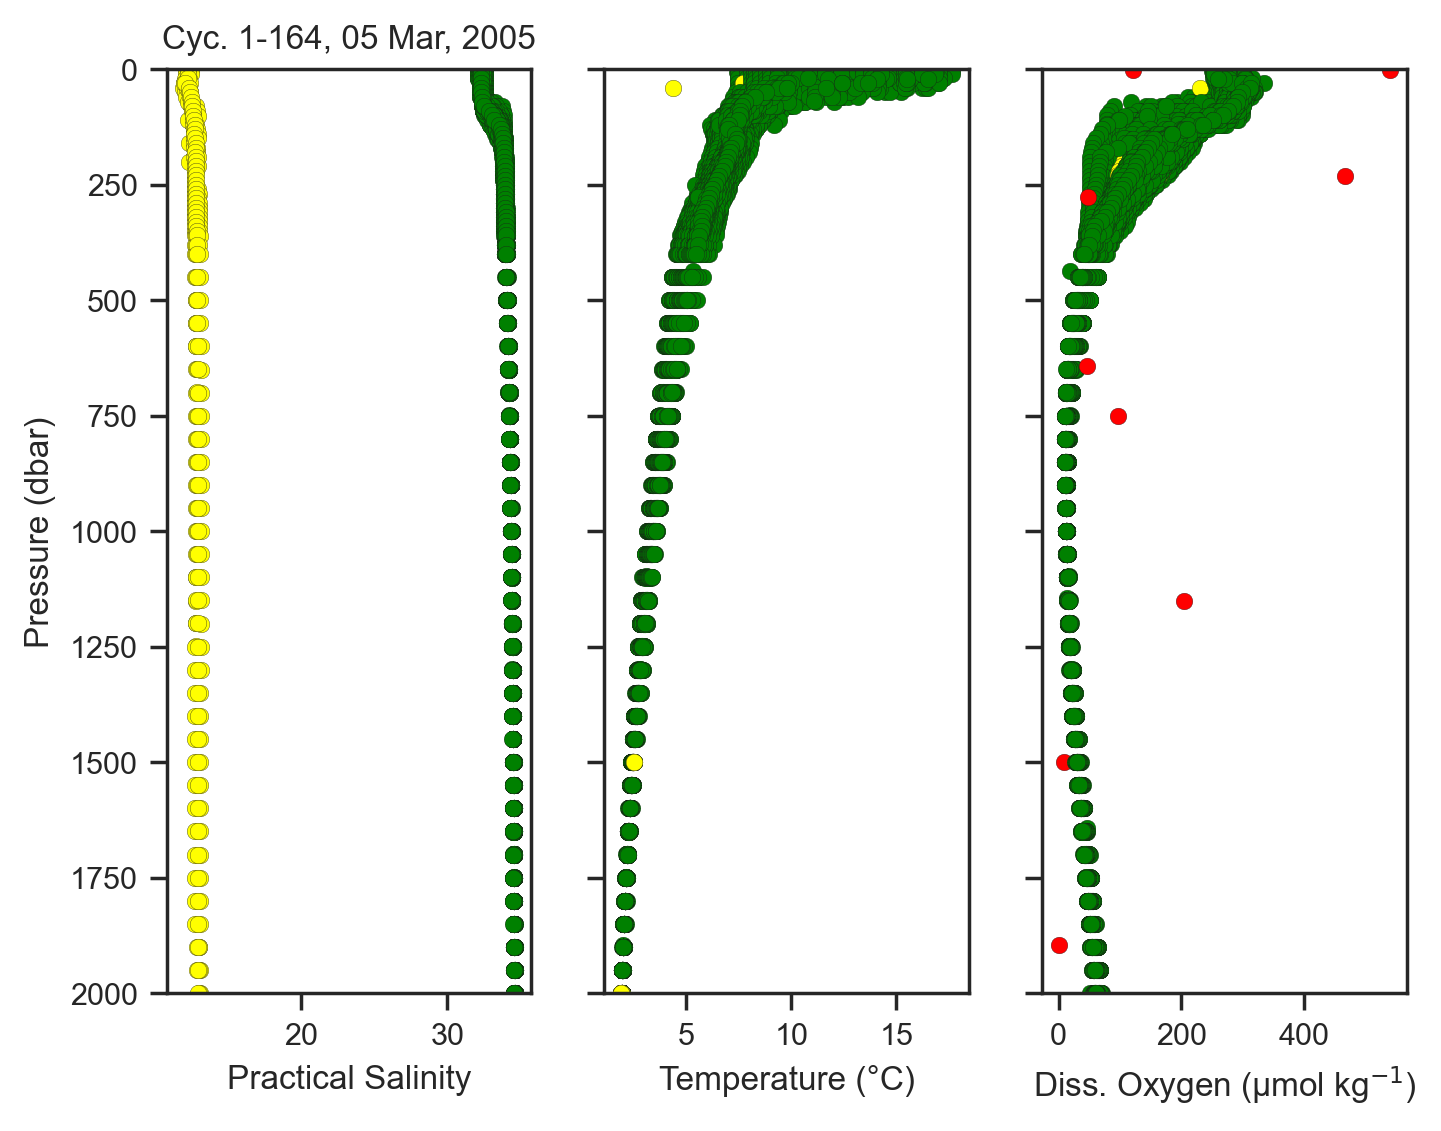 Cyc. 1-164, 05 Mar, 2005
0
250
500
750
1000
1250
1500
1750
2000
Pressure (dbar)
20 30
5 10 15
0 200 400
Practical Salinity
Temperature (°C)
Diss. Oxygen (µmol kg⁻¹)